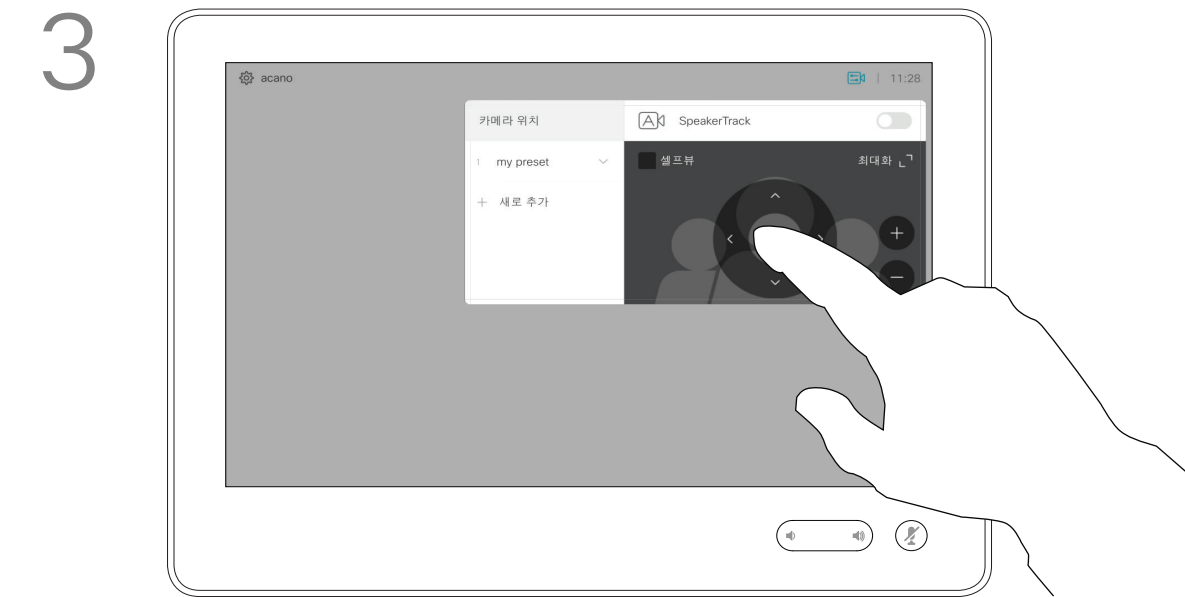 3
acano
11:28
카메라 위치
SpeakerTrack
1 my preset
셀프뷰
최대화
+ 새로 추가